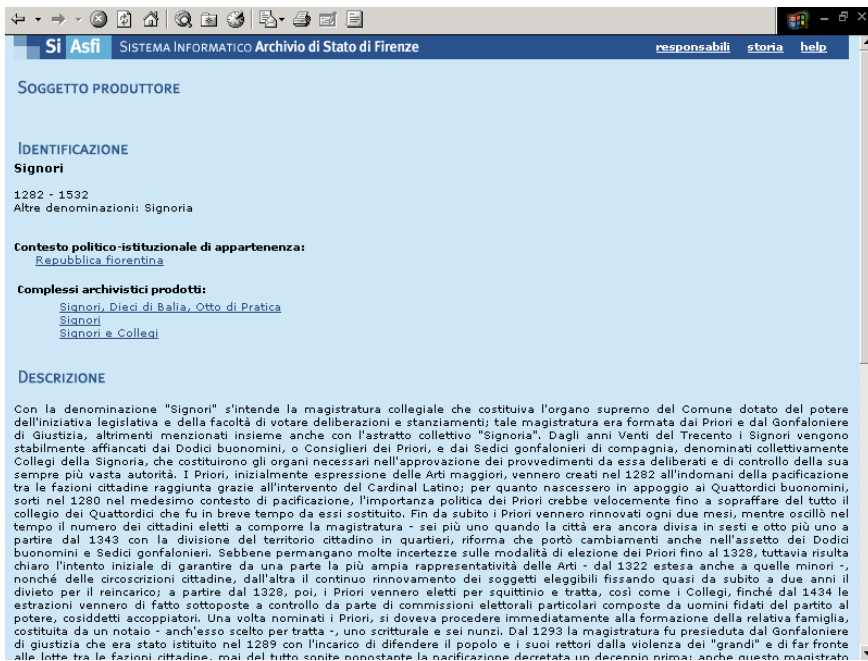 Si Asfi SISTEMA INFORMATICO Archivio di Stato di Firenze responsabili storia help
SOGGETTO PRODUTTORE
IDENTIFICAZIONE
Signori
1282 - 1532
Altre denominazioni: Signoria
Contesto politico-istituzionale di appartenenza:
Repubblica fiorentina
Complessi archivistici prodotti:
Signori, Dieci di Balia, Otto di Pratica
Signori
Signori e Collegi
DESCRIZIONE
Con la denominazione "Signori" s'intende la magistratura collegiale che costituiva l'organo supremo del Comune dotato del potere
dell'iniziativa legislativa e della facoltà di votare deliberazioni e stanziamenti; tale magistratura era formata dai Priori e dal Gonfaloniere
di Giustizia, altrimenti menzionati insieme anche con l'astratto collettivo "Signoria". Dagli anni Venti del Trecento i Signori vengono
stabilmente affiancati dai Dodici buonomini, o Consiglieri dei Priori, e dai Sedici gonfalonieri di compagnia, denominati collettivamente
Collegi della Signoria, che costituirono gli organi necessari nell'approvazione dei provvedimenti da essa deliberati e di controllo della sua
sempre più vasta autorità. I Priori, inizialmente espressione delle Arti maggiori, vennero creati nel 1282 all'indomani della pacificazione
tra le fazioni cittadine raggiunta grazie all'intervento del Cardinal Latino; per quanto nascessero in appoggio ai Quattordici buonomini,
sorti nel 1280 nel medesimo contesto di pacificazione, l'importanza politica dei Priori crebbe velocemente fino a sopraffare del tutto il
collegio dei Quattordici che fu in breve tempo da essi sostituito. Fin da subito i Priori vennero rinnovati ogni due mesi, mentre oscillò nel
tempo il numero dei cittadini eletti a comporre la magistratura - sei più uno quando la città era ancora divisa in sesti e otto più uno a
partire dal 1343 con la divisione del territorio cittadino in quartieri, riforma che portò cambiamenti anche nell'assetto dei Dodici
buonomini e Sedici gonfalonieri. Sebbene permangano molte incertezze sulle modalità di elezione dei Priori fino al 1328, tuttavia risulta
chiaro l'intento iniziale di garantire da una parte la più ampia rappresentatività delle Arti - dal 1322 estesa anche a quelle minori -,
nonché delle circoscrizioni cittadine, dall'altra il continuo rinnovamento dei soggetti eleggibili fissando quasi da subito a due anni il
divieto per il reincarico; a partire dal 1328, poi, i Priori vennero eletti per squittinio e tratta, così come i Collegi, finché dal 1434 le
estrazioni vennero di fatto sottoposte a controllo da parte di commissioni elettorali particolari composte da uomini fidati del partito al
potere, cosiddetti accoppiatori. Una volta nominati i Priori, si doveva procedere immediatamente alla formazione della relativa famiglia,
costituita da un notaio - anch'esso scelto per tratta -, uno scritturale e sei nunzi. Dal 1293 la magistratura fu presieduta dal Gonfaloniere
di giustizia che era stato istituito nel 1289 con l'incarico di difendere il popolo e i suoi rettori dalla violenza dei "grandi" e di far fronte
alle lotte tra le fazioni cittadine, mai del tutto sopite nonostante la pacificazione decretata un decennio prima; anche questo magistrato